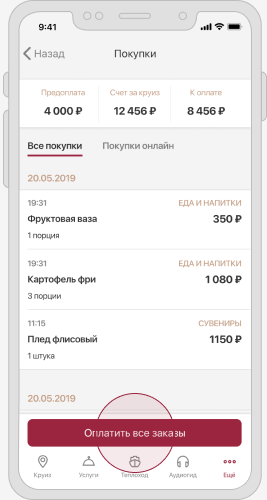 9:41
Назад
Покупки
Предоплата Счет за круиз К оплате
4 000 ₽ 12 456 ₽ 8 456 ₽
Все покупки Покупки онлайн
20.05.2019
19:31 ЕДА И НАПИТКИ
Фруктовая ваза 350 ₽
1 порция
19:31 ЕДА И НАПИТКИ
Картофель фри 1 080 ₽
3 порции
11:15 СУВЕНИРЫ
Плед флисовый 1150 ₽
1 штука
20.05.2019
Оплатить все заказы
Круиз Услуги Теплоход Аудиогид Ещё